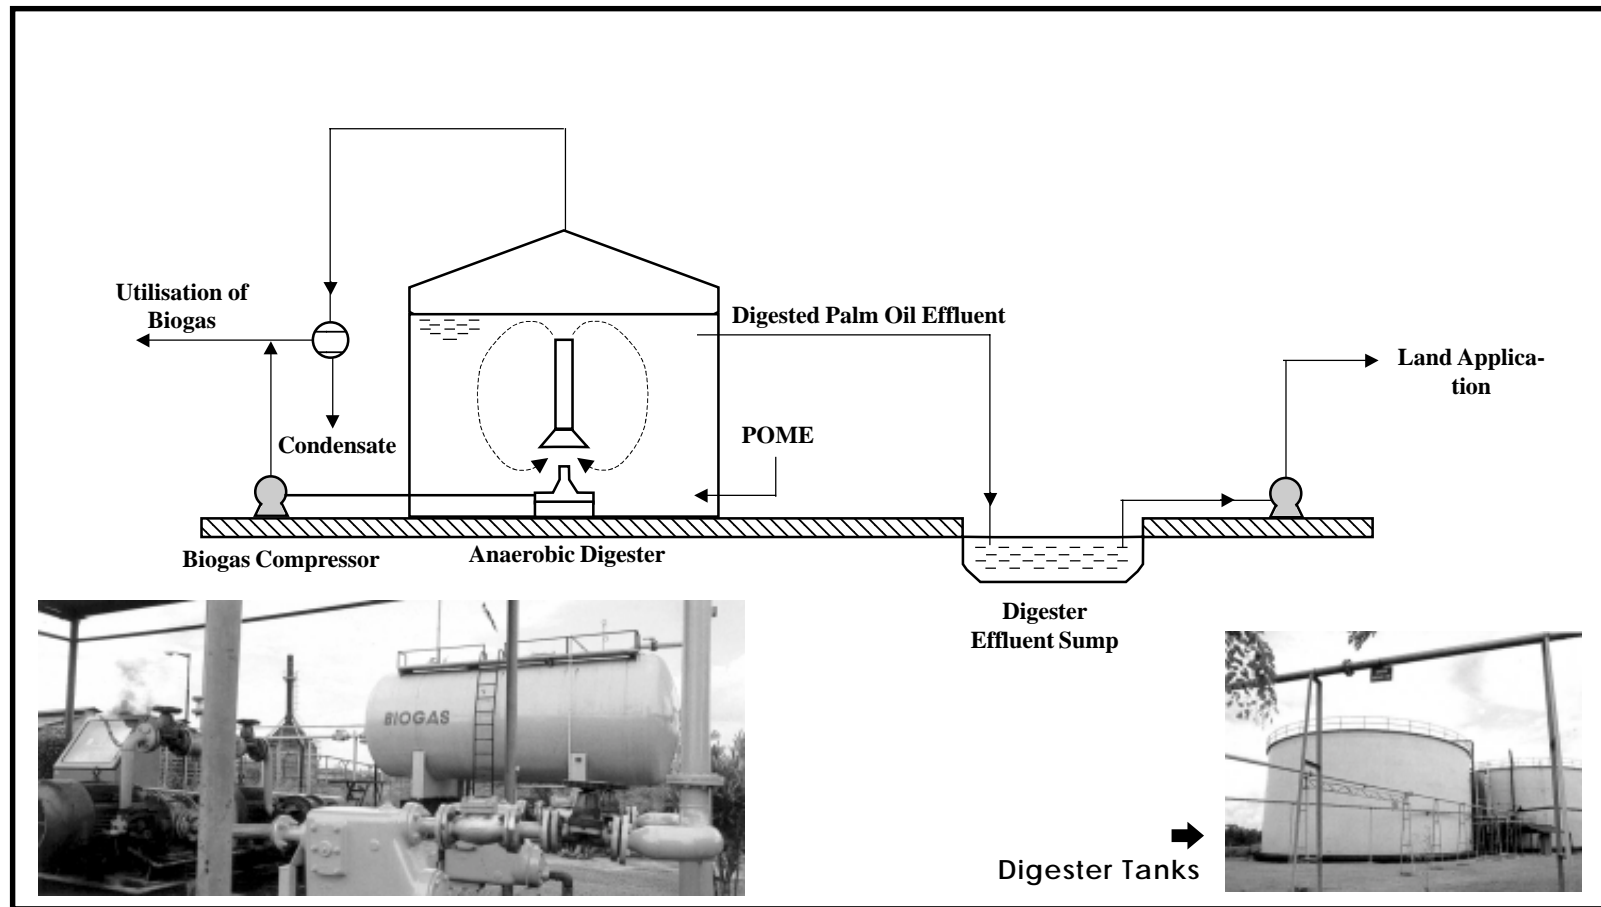 Utilisation of
Biogas
Digested Palm Oil Effluent
Land Applica-
tion
Condensate
POME
Biogas Compressor
Anaerobic Digester
Digester
Effluent Sump
BIOGAS
Digester Tanks